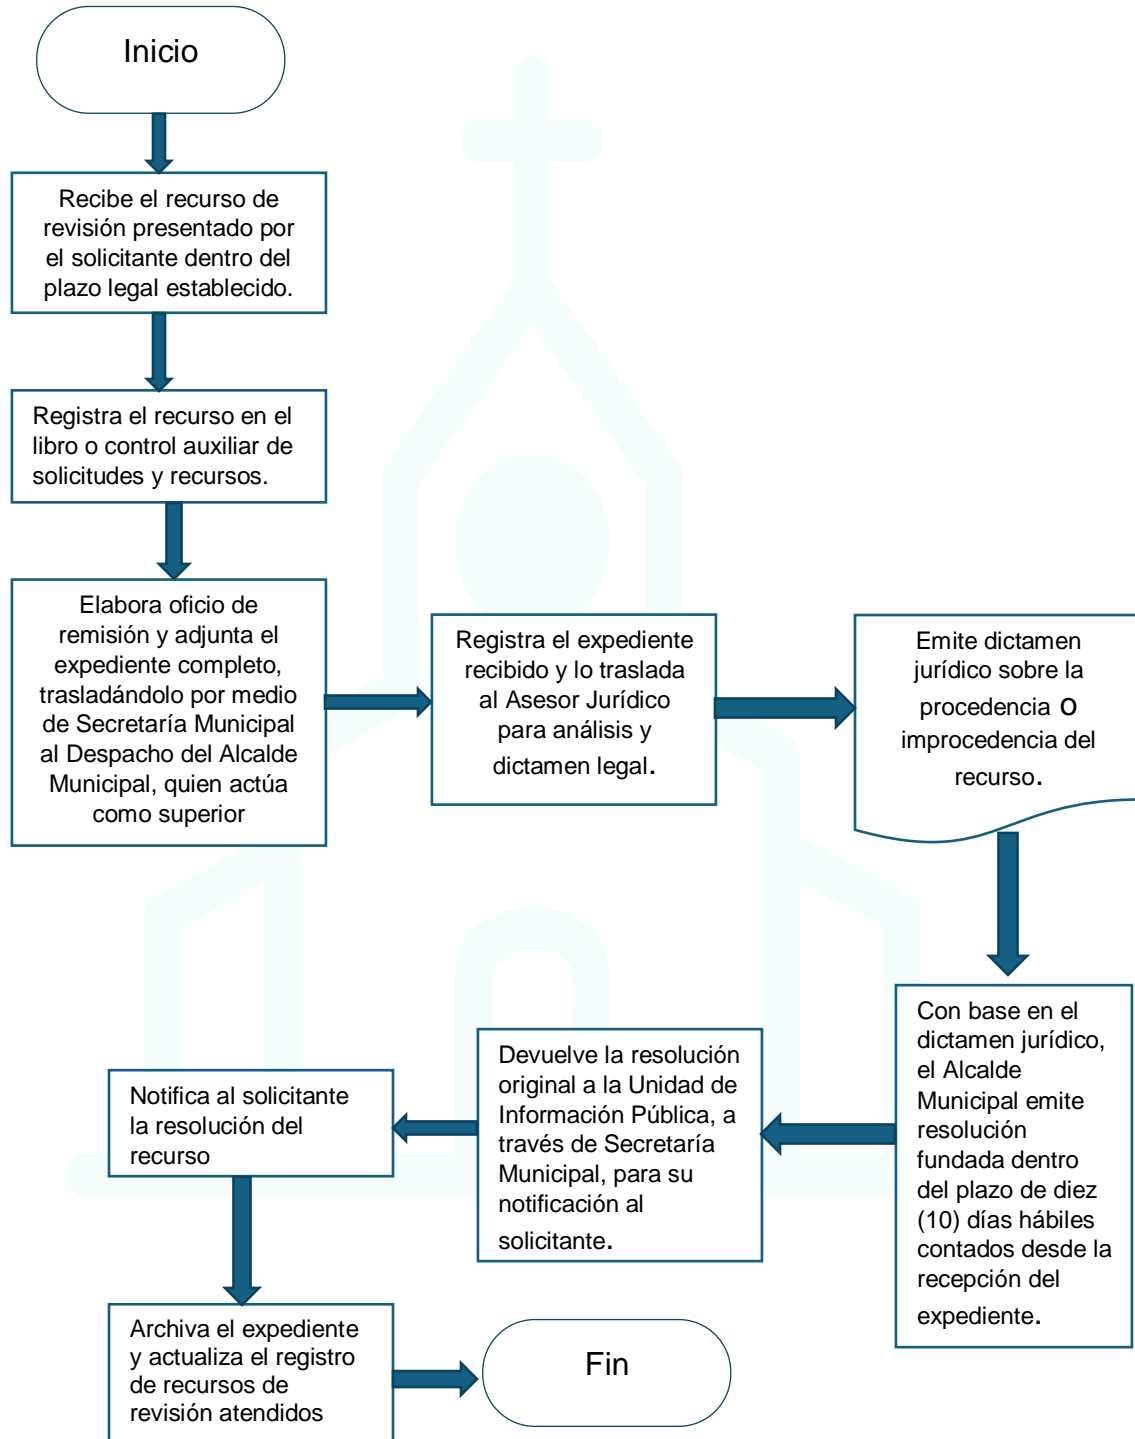 Inicio
Recibe el recurso de
revisión presentado por
el solicitante dentro del
plazo legal establecido.
Registra el recurso en el
libro o control auxiliar de
solicitudes y recursos.
Elabora oficio de
remisión y adjunta el
expediente completo,
trasladándolo por medio
de Secretaría Municipal
al Despacho del Alcalde
Municipal, quien actúa
como superior
Registra el expediente
recibido y lo traslada
al Asesor Jurídico
para análisis y
dictamen legal.
Emite dictamen
jurídico sobre la
procedencia o
improcedencia del
recurso.
Con base en el
dictamen jurídico,
el Alcalde
Municipal emite
resolución
fundada dentro
del plazo de diez
(10) días hábiles
contados desde la
recepción del
expediente.
Devuelve la resolución
original a la Unidad de
Información Pública, a
través de Secretaría
Municipal, para su
notificación al
solicitante.
Notifica al solicitante
la resolución del
recurso
Archiva el expediente
y actualiza el registro
de recursos de
revisión atendidos
Fin